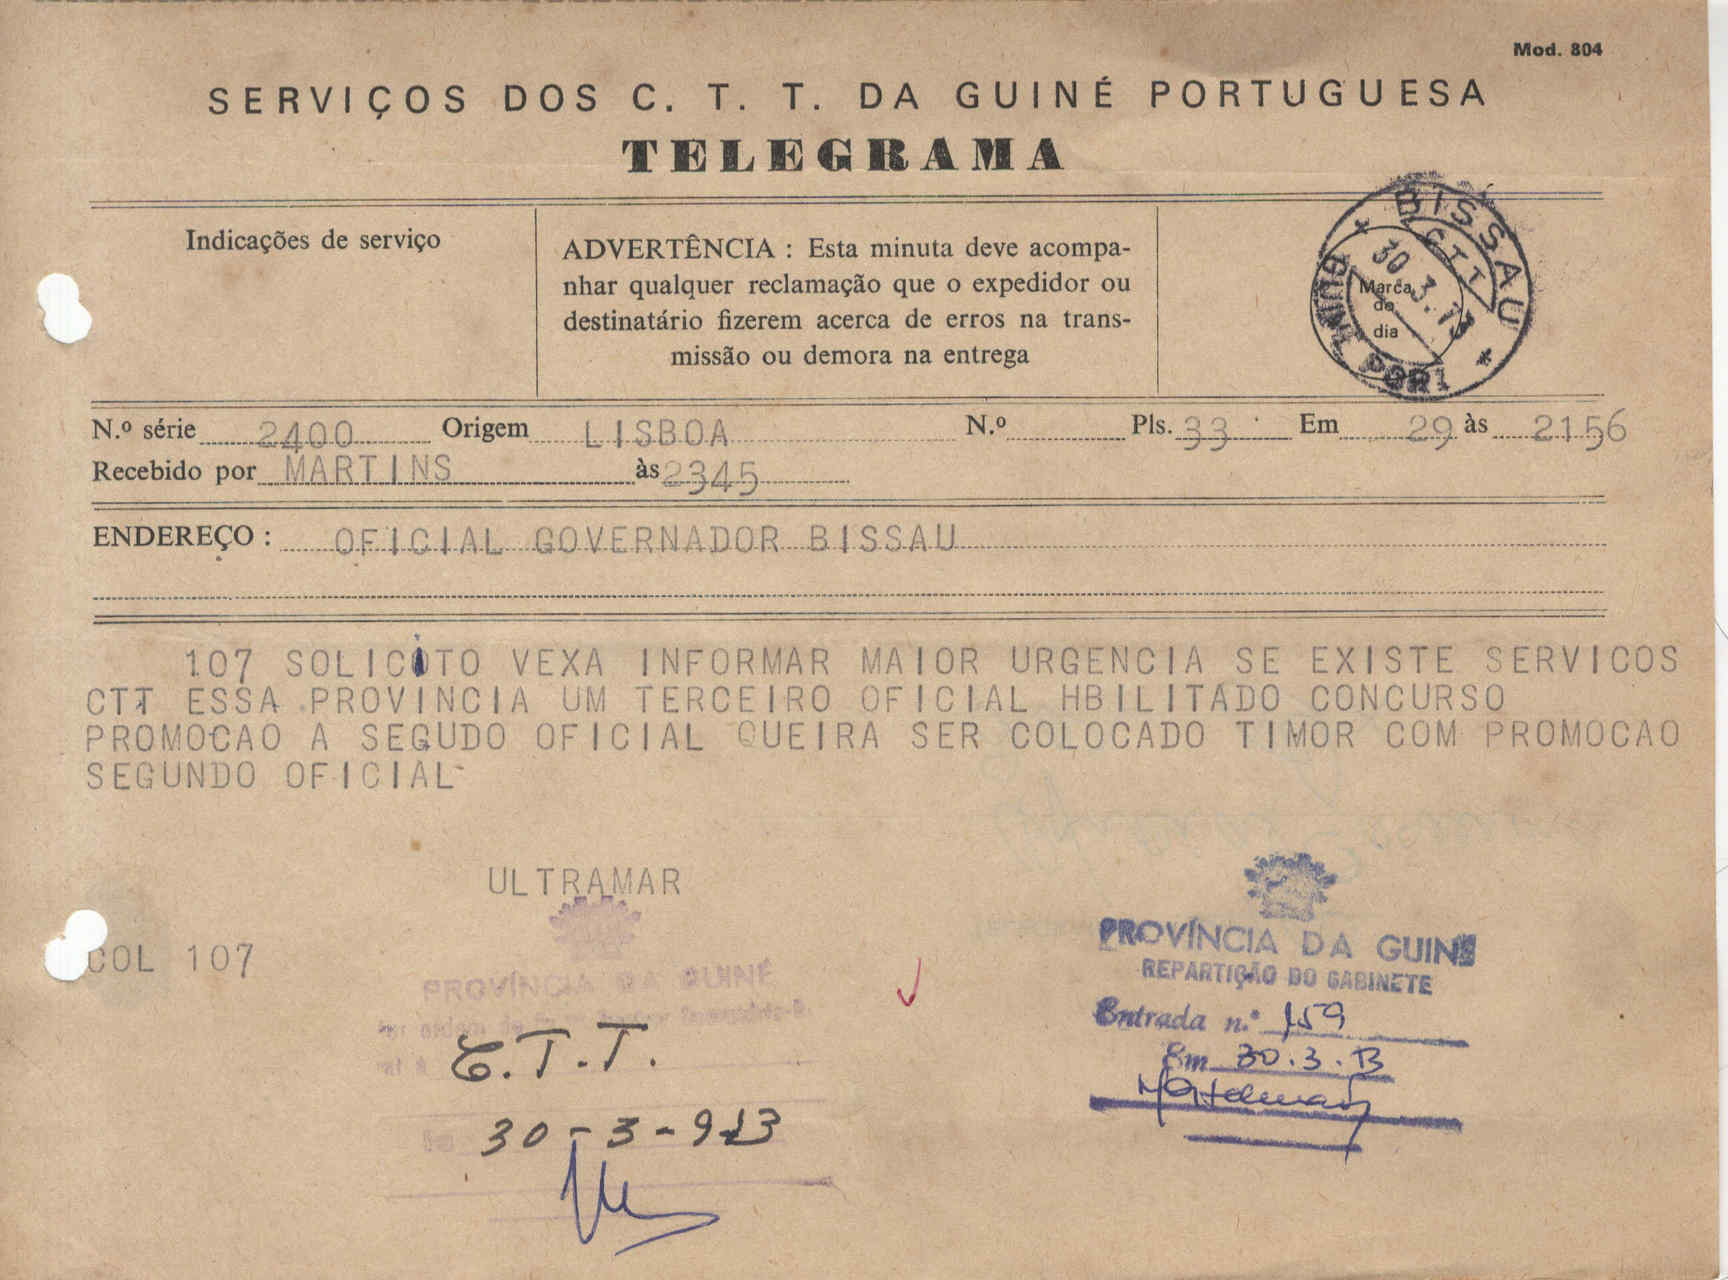 Mod. 804
SERVIÇOS DOS C. T. T. DA GUINÉ PORTUGUESA
TELEGRAMA
Indicações de serviço
ADVERTÊNCIA : Esta minuta deve acompa-
nhar qualquer reclamação que o expedidor ou
destinatário fizerem acerca de erros na trans-
missão ou demora na entrega
Marca
do
dia
BISSAU
CTT
30.3.73
GUINÉ PORT
N.º série 2400 Origem LISBOA N.º Pls. 33 Em 29 às 2156
Recebido por MARTINS às 2345
ENDEREÇO : OFICIAL GOVERNADOR BISSAU
107 SOLICITO VEXA INFORMAR MAIOR URGENCIA SE EXISTE SERVICOS
CTT ESSA PROVINCIA UM TERCEIRO OFICIAL HBILITADO CONCURSO
PROMOCAO A SEGUDO OFICIAL QUEIRA SER COLOCADO TIMOR COM PROMOCAO
SEGUNDO OFICIAL
ULTRAMAR
COL 107
PROVÍNCIA DA GUINÉ
C.T.T.
30-3-973
PROVÍNCIA DA GUINÉ
REPARTIÇÃO DO GABINETE
Entrada n.º 159
Em 30.3.73